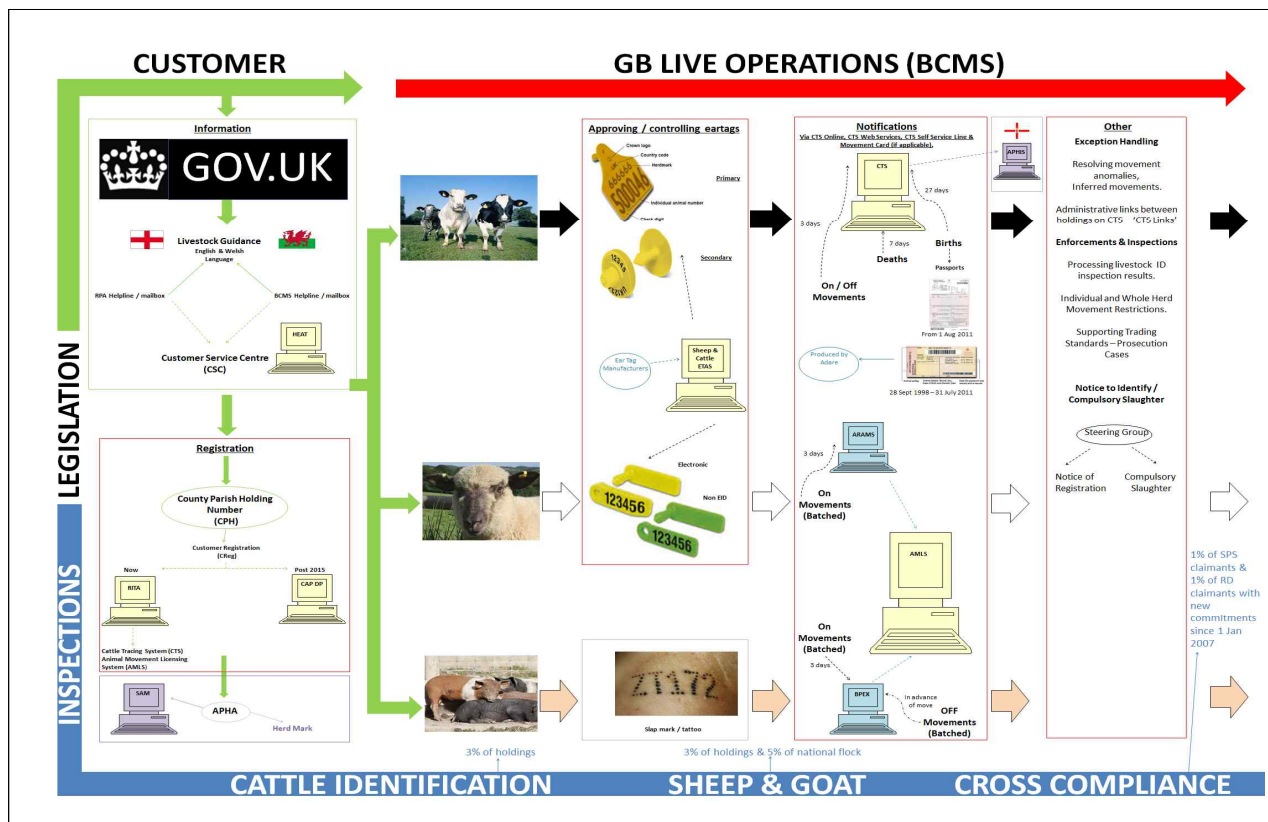 CUSTOMER
GB LIVE OPERATIONS (BCMS)
LEGISLATION
INSPECTIONS
Information
GOV.UK
Livestock Guidance
English & Welsh
Language
RPA Helpline / mailbox
BCMS Helpline / mailbox
HEAT
Customer Service Centre
(CSC)
Registration
County Parish Holding
Number
(CPH)
Customer Registration
(CReg)
Now
Post 2015
RITA
CAP DP
Cattle Tracing System (CTS)
Animal Movement Licensing
System (AMLS)
SAM
APHA
Herd Mark
Approving / controlling eartags
Crown logo
Country code
Herdmark
UK
666666
500046
Primary
Individual animal number
Check digit
Secondary
12345
Ear Tag
Manufacturers
Sheep &
Cattle
ETAS
Electronic
Non EID
123456
123456
ZT172
Slap mark / tattoo
Notifications
Via CTS Online, CTS Web Services, CTS Self Service Line &
Movement Card (if applicable).
CTS
27 days
3 days
7 days
Births
Deaths
Passports
On / Off
Movements
From 1 Aug 2011
Produced by
Adare
28 Sept 1998 – 31 July 2011
ARAMS
3 days
On
Movements
(Batched)
AMLS
On
Movements
(Batched)
3 days
BPEX
In advance
of move
OFF
Movements
(Batched)
APHIS
Other
Exception Handling
Resolving movement
anomalies,
Inferred movements.
Administrative links between
holdings on CTS 'CTS Links'
Enforcements & Inspections
Processing livestock ID
inspection results.
Individual and Whole Herd
Movement Restrictions.
Supporting Trading
Standards – Prosecution
Cases
Notice to Identify /
Compulsory Slaughter
Steering Group
Notice of
Registration
Compulsory
Slaughter
1% of SPS
claimants &
1% of RD
claimants with
new
commitments
since 1 Jan
2007
3% of holdings
3% of holdings & 5% of national flock
CATTLE IDENTIFICATION
SHEEP & GOAT
CROSS COMPLIANCE